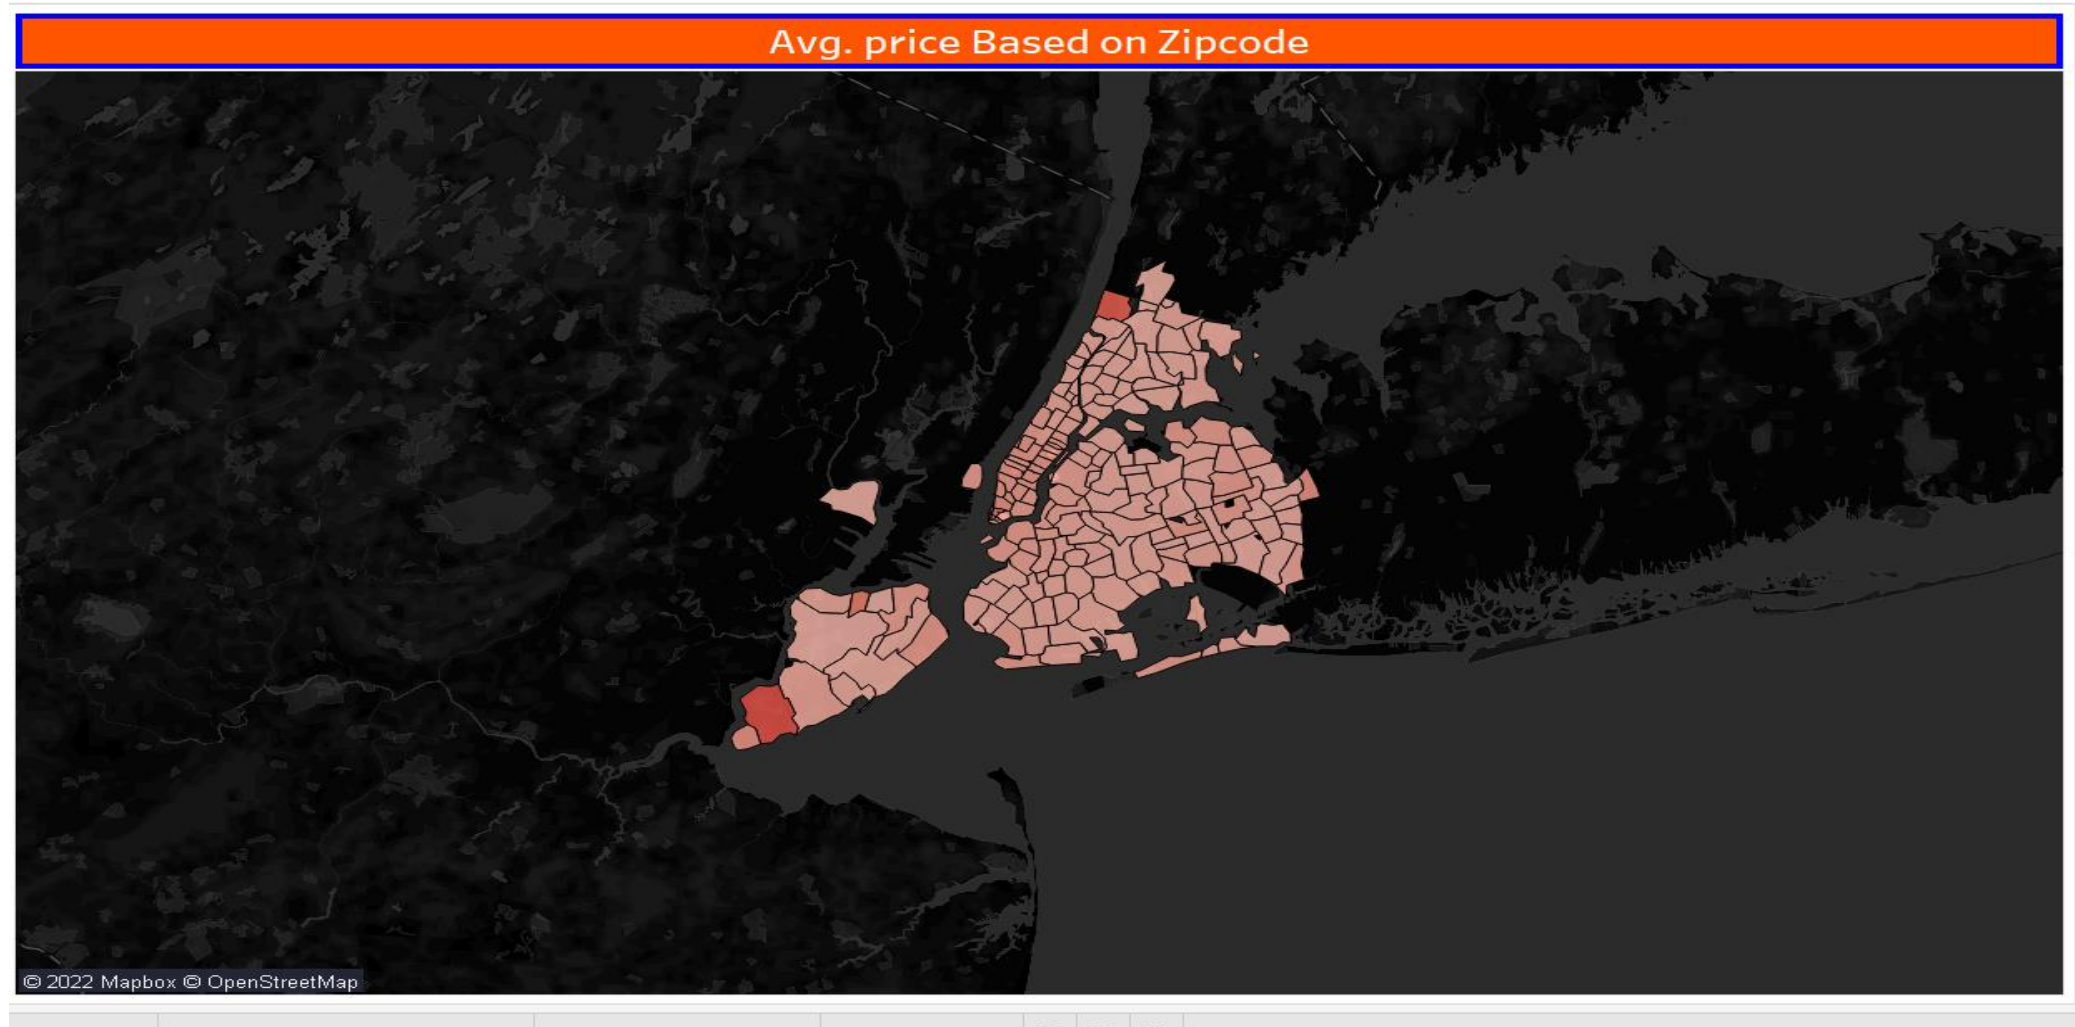 Avg. price Based on Zipcode
© 2022 Mapbox © OpenStreetMap